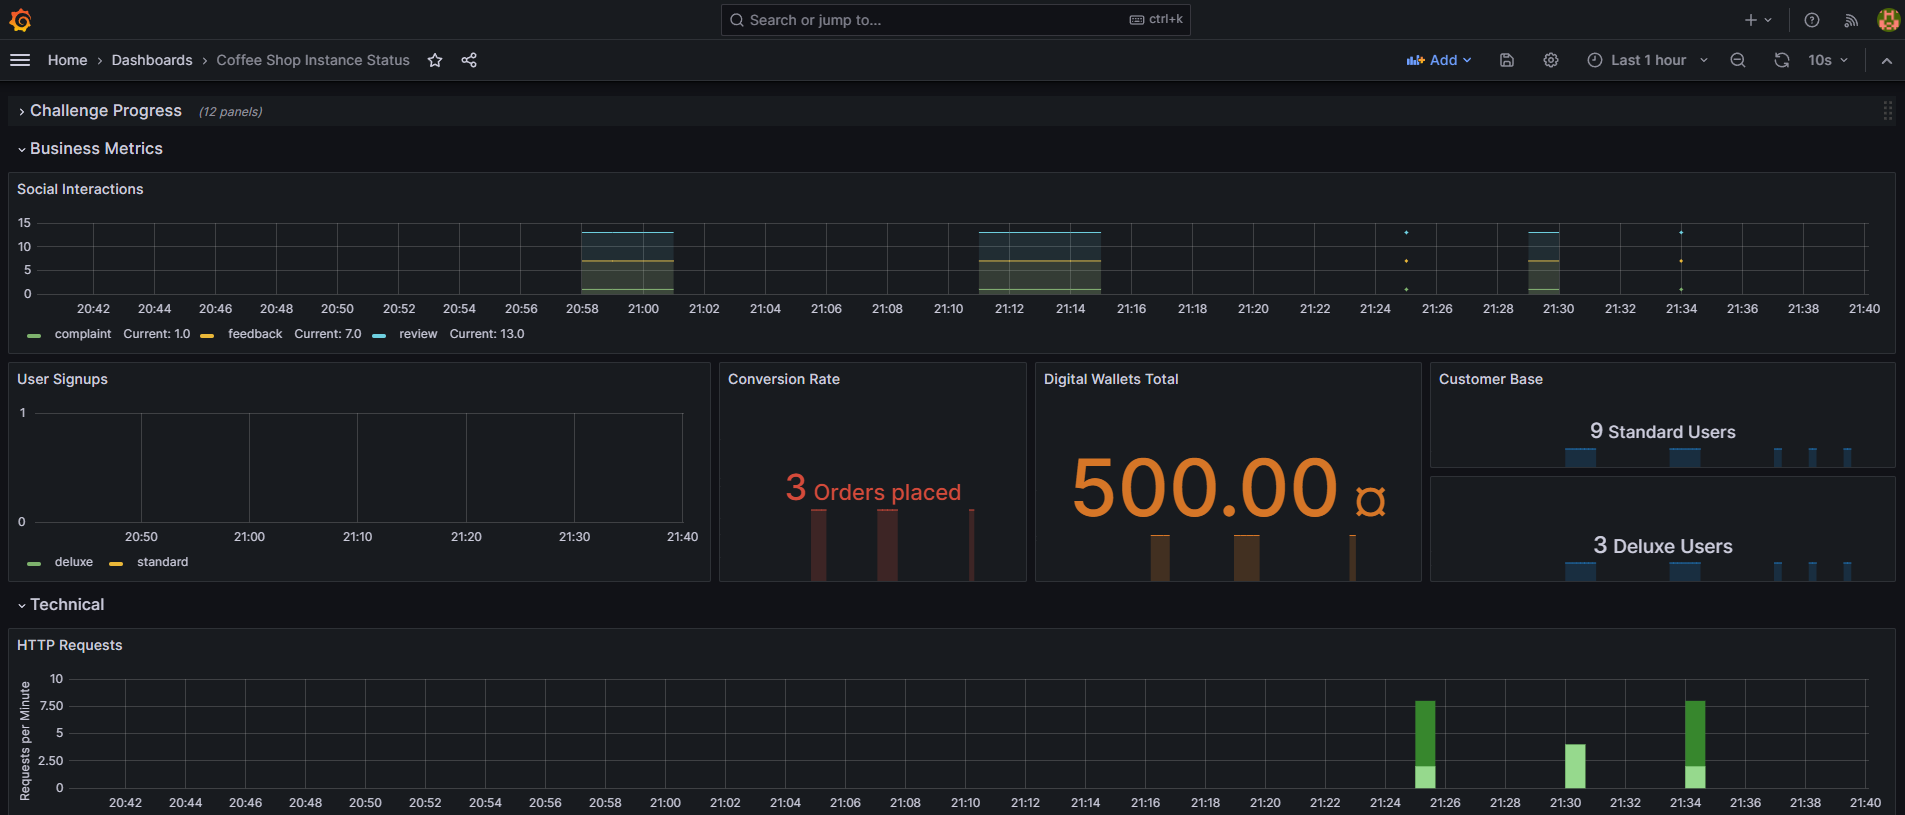 Search or jump to... ctrl+k
Home › Dashboards › Coffee Shop Instance Status Add Last 1 hour 10s
Challenge Progress (12 panels)
Business Metrics
Social Interactions
15
10
5
0
20:42 20:44 20:46 20:48 20:50 20:52 20:54 20:56 20:58 21:00 21:02 21:04 21:06 21:08 21:10 21:12 21:14 21:16 21:18 21:20 21:22 21:24 21:26 21:28 21:30 21:32 21:34 21:36 21:38 21:40
complaint Current: 1.0 feedback Current: 7.0 review Current: 13.0
User Signups
1
0
20:50 21:00 21:10 21:20 21:30 21:40
deluxe standard
Conversion Rate
3 Orders placed
Digital Wallets Total
500.00 ¤
Customer Base
9 Standard Users
3 Deluxe Users
Technical
HTTP Requests
Requests per Minute
10
7.50
5
2.50
0
20:42 20:44 20:46 20:48 20:50 20:52 20:54 20:56 20:58 21:00 21:02 21:04 21:06 21:08 21:10 21:12 21:14 21:16 21:18 21:20 21:22 21:24 21:26 21:28 21:30 21:32 21:34 21:36 21:38 21:40